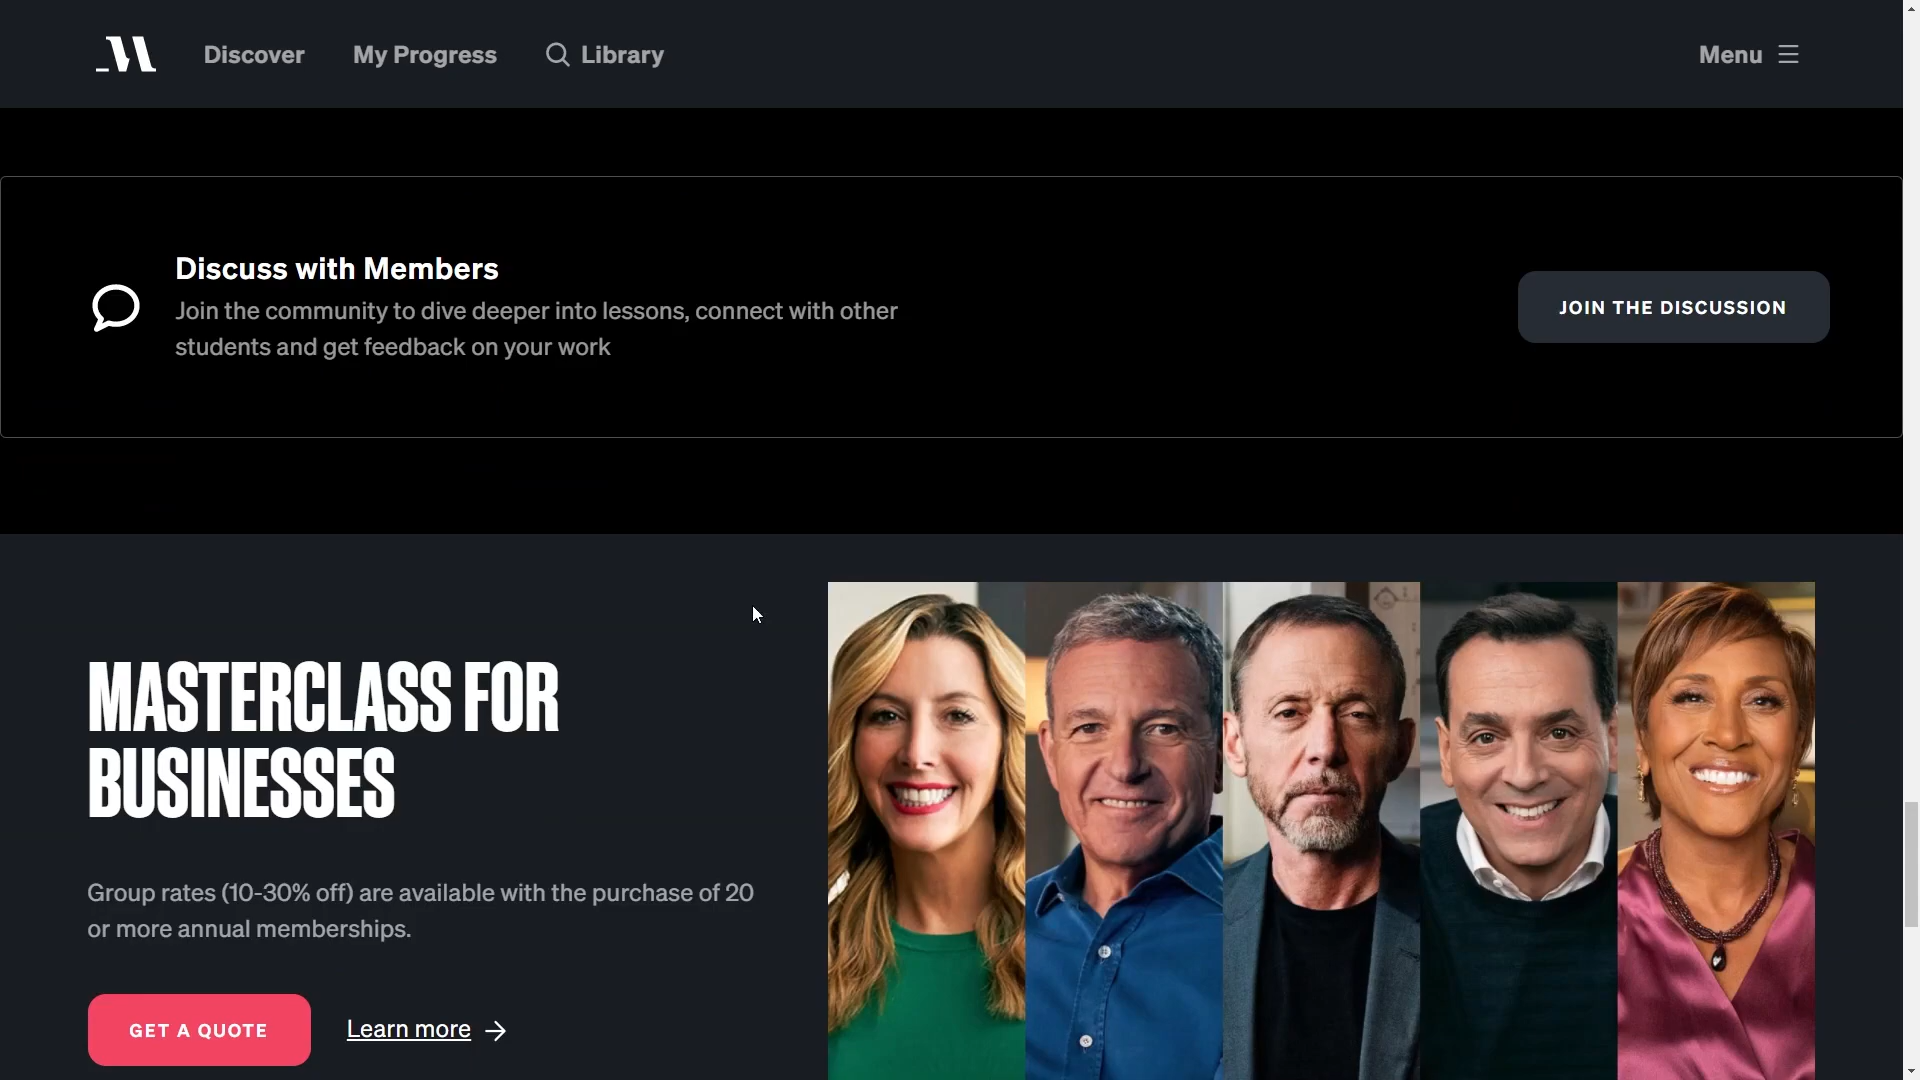 Discover
My Progress
Library
Menu
Discuss with Members
Join the community to dive deeper into lessons, connect with other
students and get feedback on your work
JOIN THE DISCUSSION
MASTERCLASS FOR
BUSINESSES
Group rates (10-30% off) are available with the purchase of 20
or more annual memberships.
GET A QUOTE
Learn more